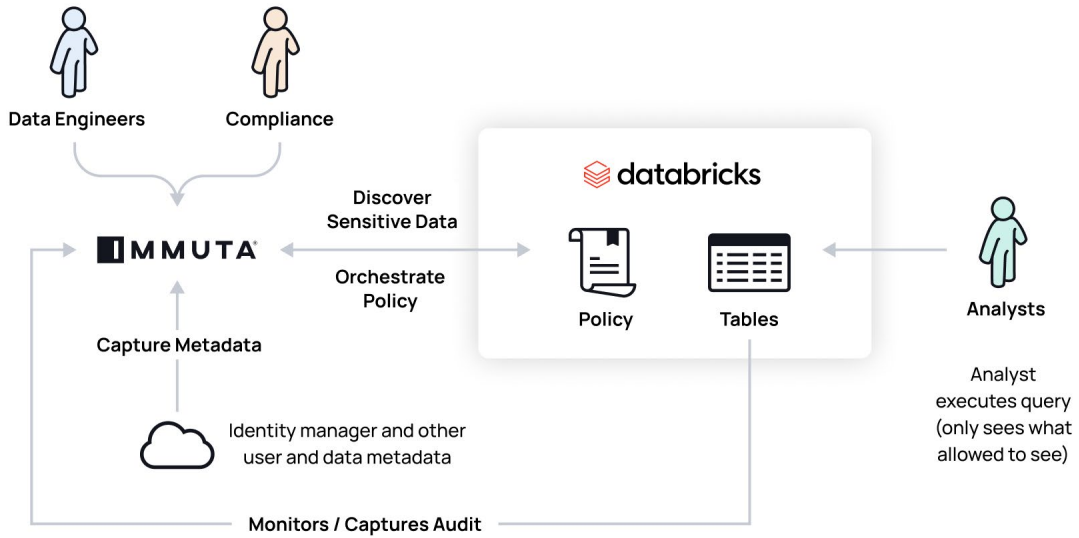 Data Engineers
Compliance
databricks
Discover
Sensitive Data
IMMUTA®
Orchestrate
Policy
Policy
Tables
Analysts
Capture Metadata
Analyst
executes query
(only sees what
allowed to see)
Identity manager and other
user and data metadata
Monitors / Captures Audit